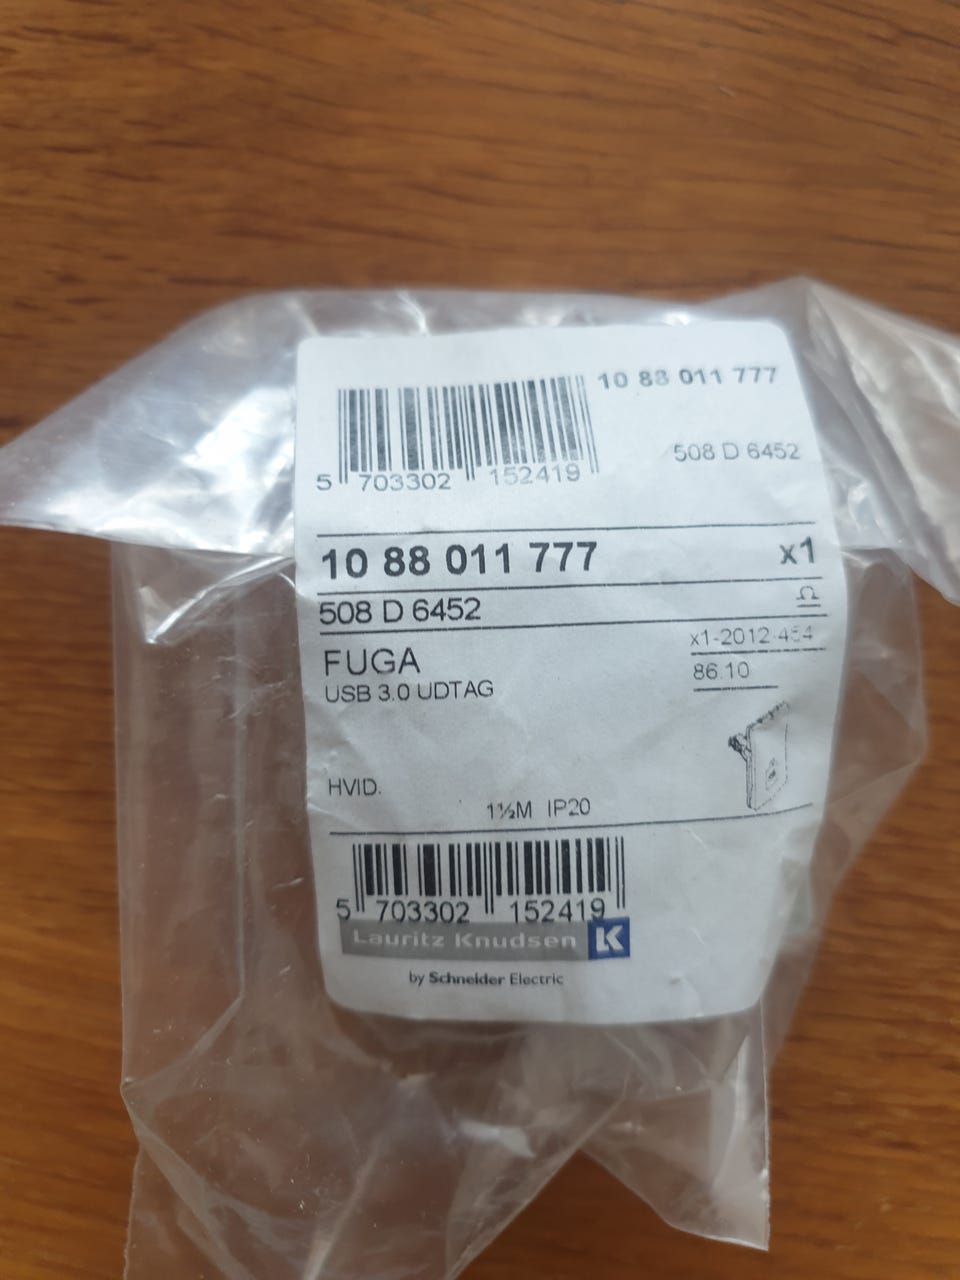 10 88 011 777
5 703302 152419
508 D 6452
10 88 011 777 x1
508 D 6452
x1-2012-454
FUGA
86.10
USB 3.0 UDTAG
HVID.
1½M IP20
5 703302 152419
Lauritz Knudsen LK
by Schneider Electric